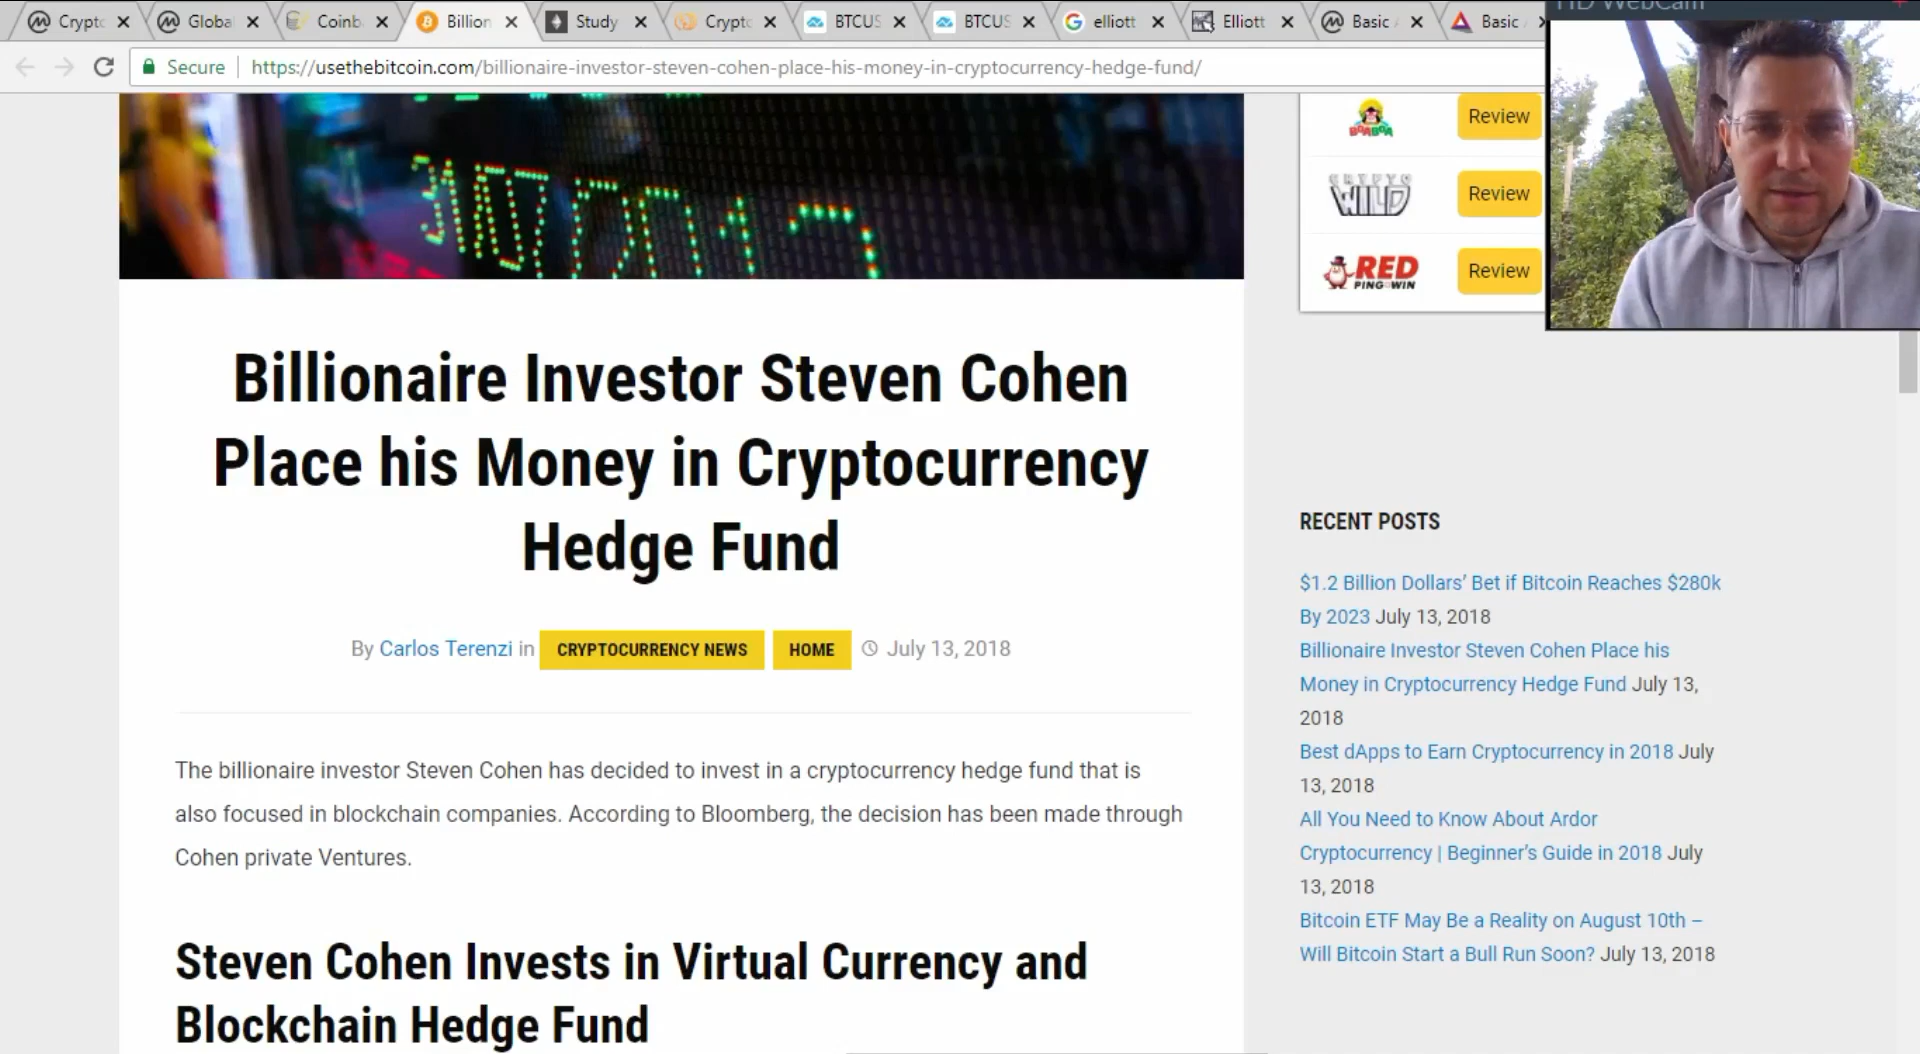 Crypto
Global
Coinb
Billion
Study
Crypto
BTCUS
BTCUS
elliott
Elliott
Basic
Basic
HD WebCam
Secure
https://usethebitcoin.com/billionaire-investor-steven-cohen-place-his-money-in-cryptocurrency-hedge-fund/
BOABOA
Review
CRYPTO
WILD
Review
RED
PING WIN
Review
Billionaire Investor Steven Cohen
Place his Money in Cryptocurrency
Hedge Fund
By Carlos Terenzi in CRYPTOCURRENCY NEWS HOME July 13, 2018
The billionaire investor Steven Cohen has decided to invest in a cryptocurrency hedge fund that is
also focused in blockchain companies. According to Bloomberg, the decision has been made through
Cohen private Ventures.
Steven Cohen Invests in Virtual Currency and
Blockchain Hedge Fund
RECENT POSTS
$1.2 Billion Dollars’ Bet if Bitcoin Reaches $280k
By 2023 July 13, 2018
Billionaire Investor Steven Cohen Place his
Money in Cryptocurrency Hedge Fund July 13,
2018
Best dApps to Earn Cryptocurrency in 2018 July
13, 2018
All You Need to Know About Ardor
Cryptocurrency | Beginner’s Guide in 2018 July
13, 2018
Bitcoin ETF May Be a Reality on August 10th –
Will Bitcoin Start a Bull Run Soon? July 13, 2018